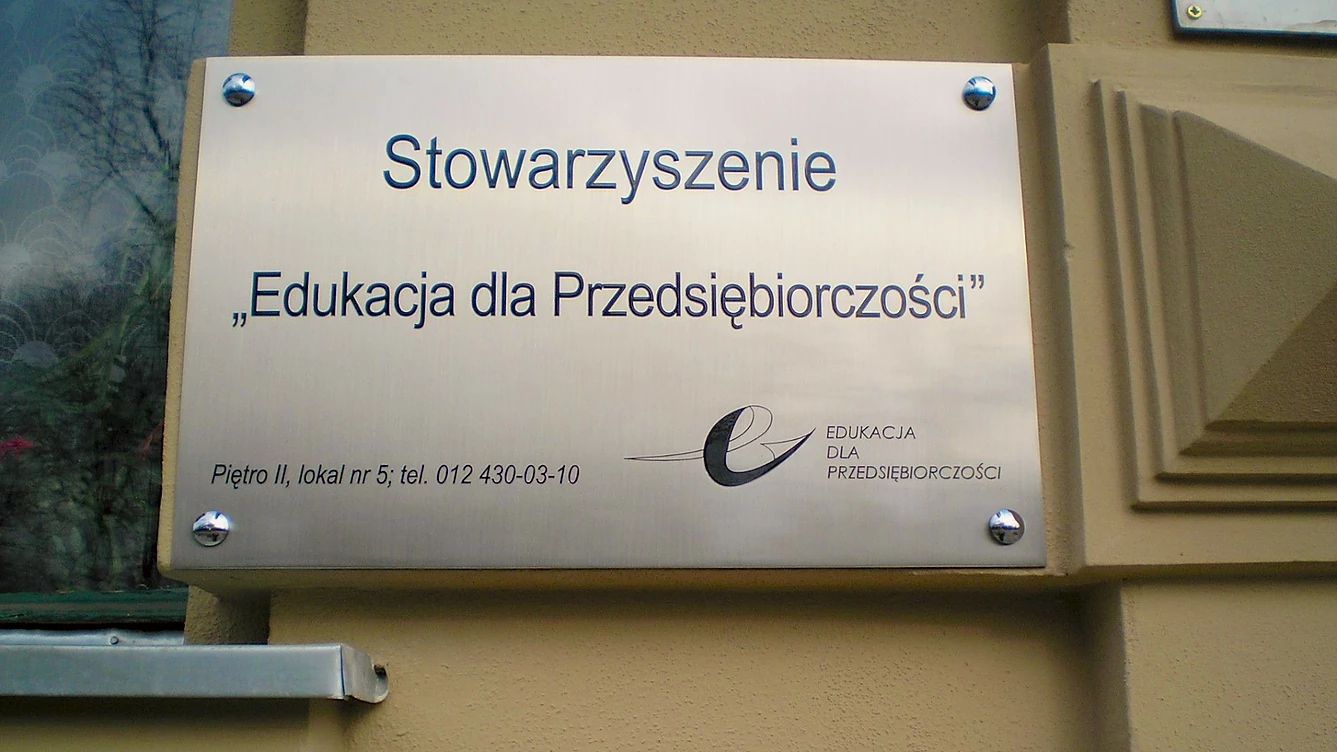 Stowarzyszenie
„Edukacja dla Przedsiębiorczości”
Piętro II, lokal nr 5; tel. 012 430-03-10
EDUKACJA
DLA
PRZEDSIĘBIORCZOŚCI